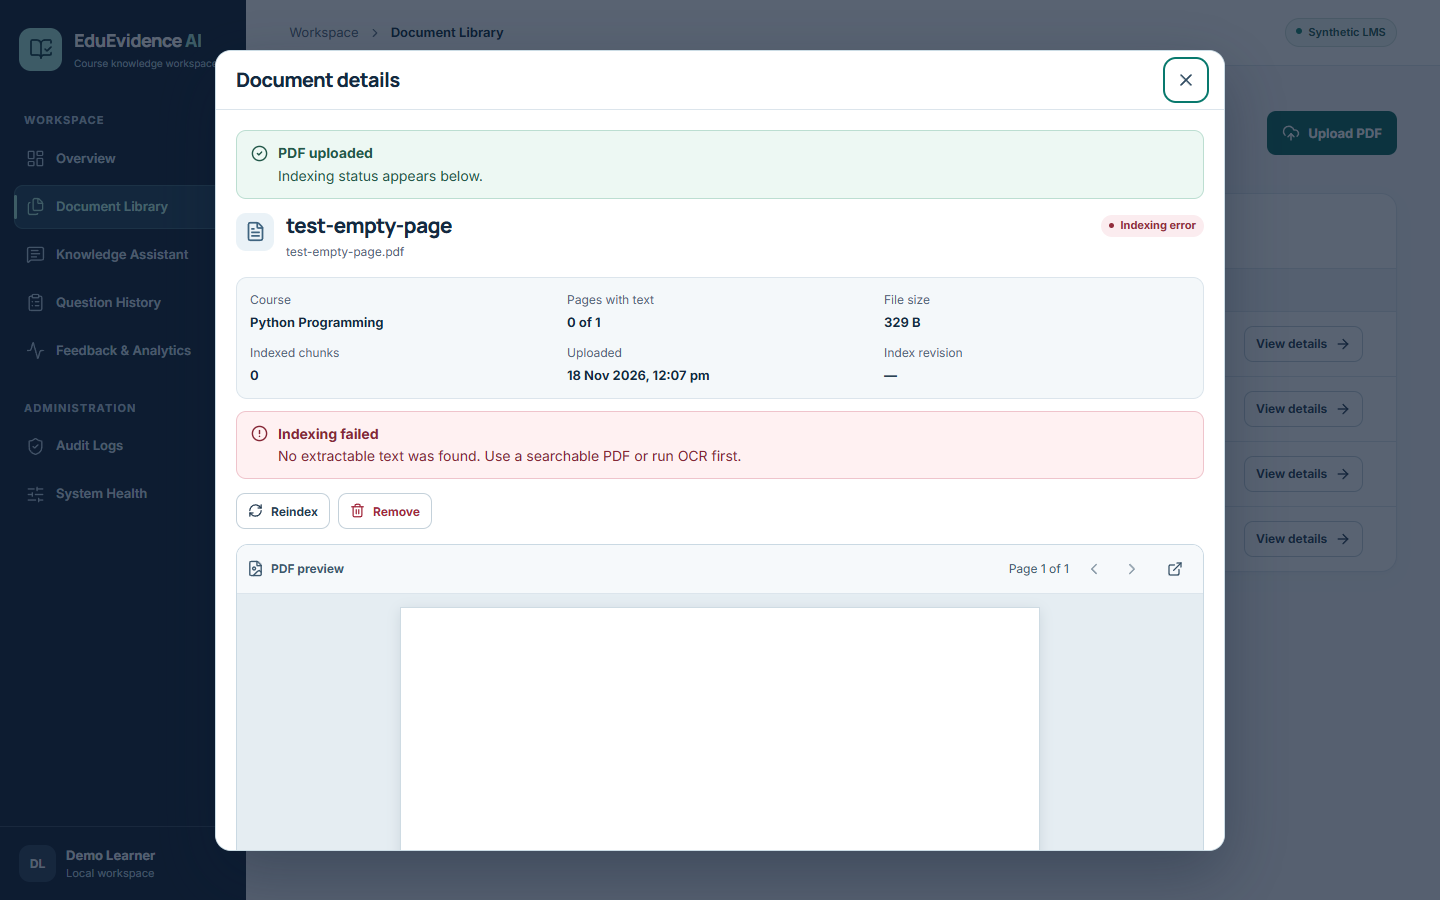 EduEvidence AI
Course knowledge workspace
WORKSPACE
Overview
Document Library
Knowledge Assistant
Question History
Feedback & Analytics
ADMINISTRATION
Audit Logs
System Health
DL
Demo Learner
Local workspace
Workspace > Document Library
Synthetic LMS
Upload PDF
View details
View details
View details
View details
Document details
PDF uploaded
Indexing status appears below.
test-empty-page
test-empty-page.pdf
Indexing error
Course
Python Programming
Pages with text
0 of 1
File size
329 B
Indexed chunks
0
Uploaded
18 Nov 2026, 12:07 pm
Index revision
—
Indexing failed
No extractable text was found. Use a searchable PDF or run OCR first.
Reindex
Remove
PDF preview
Page 1 of 1